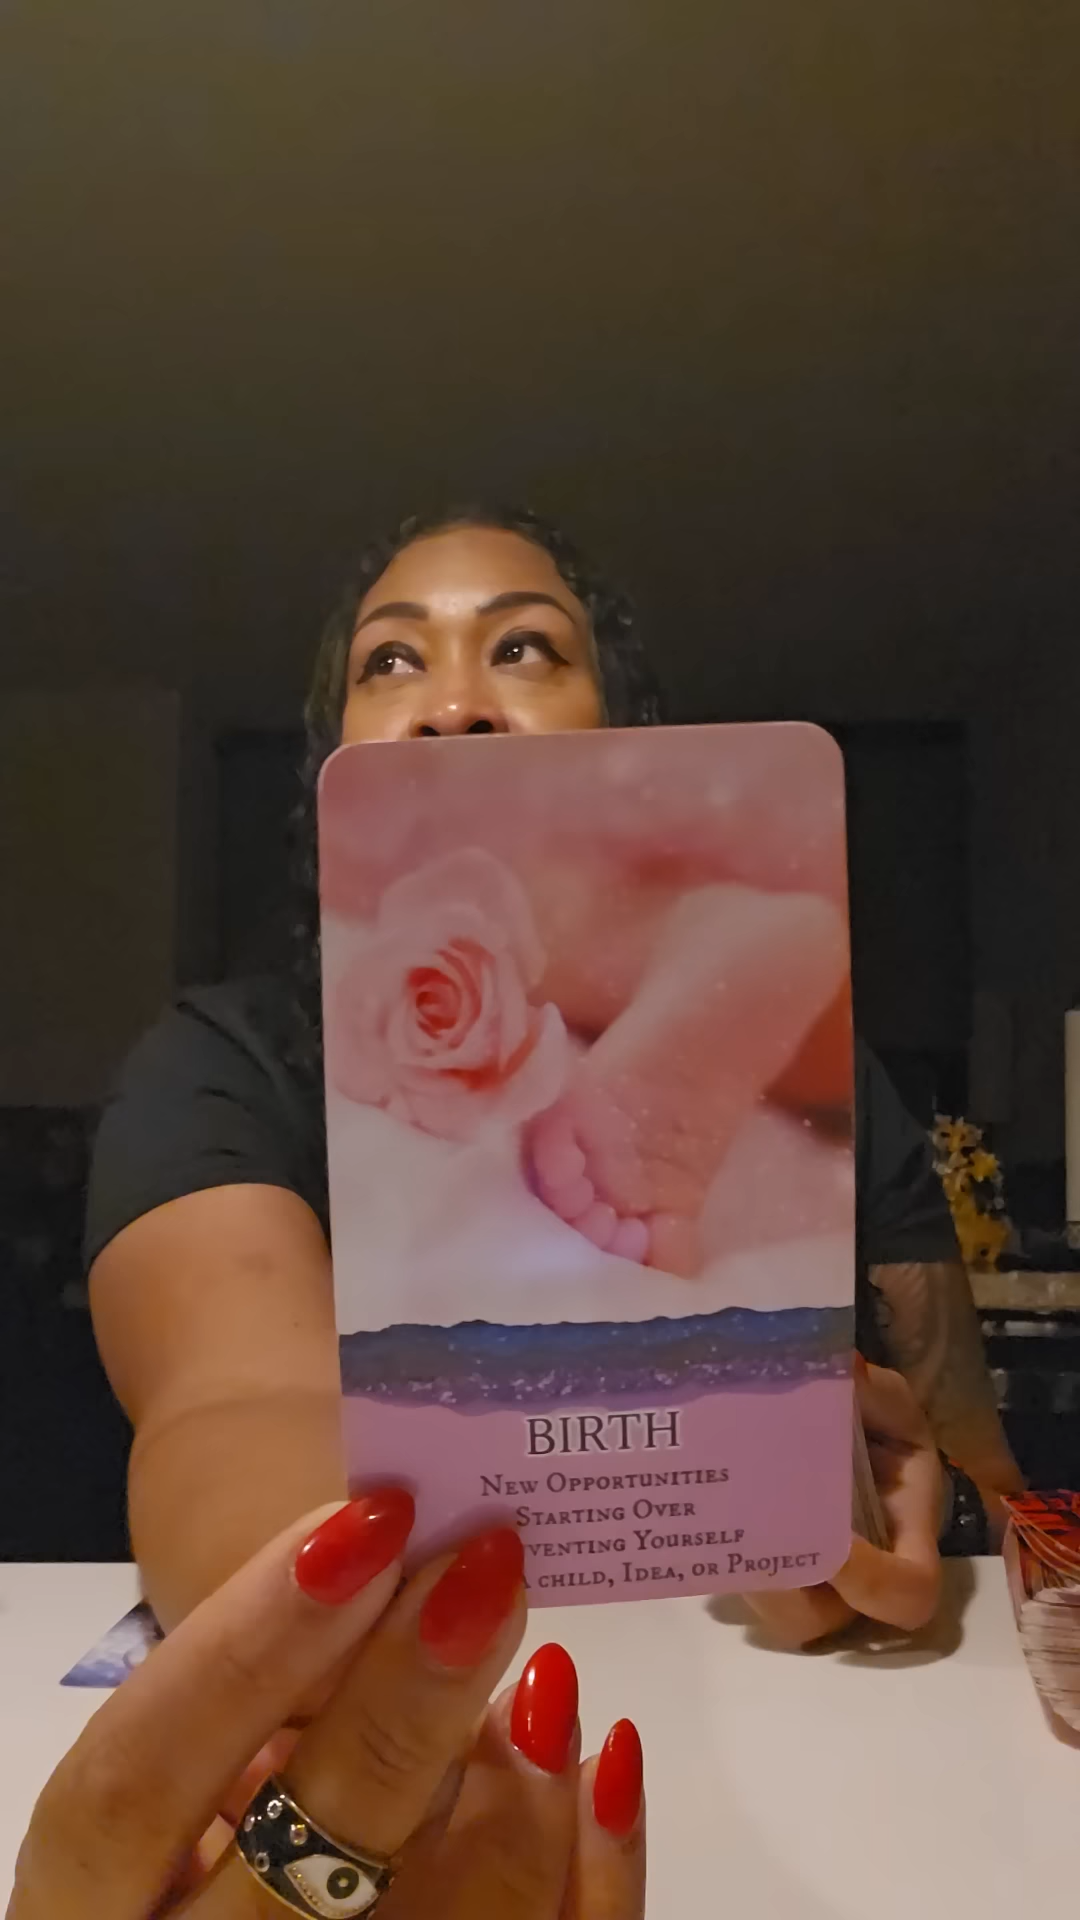 BIRTH
New Opportunities
Starting Over
Yourself
A child, Idea, or Project